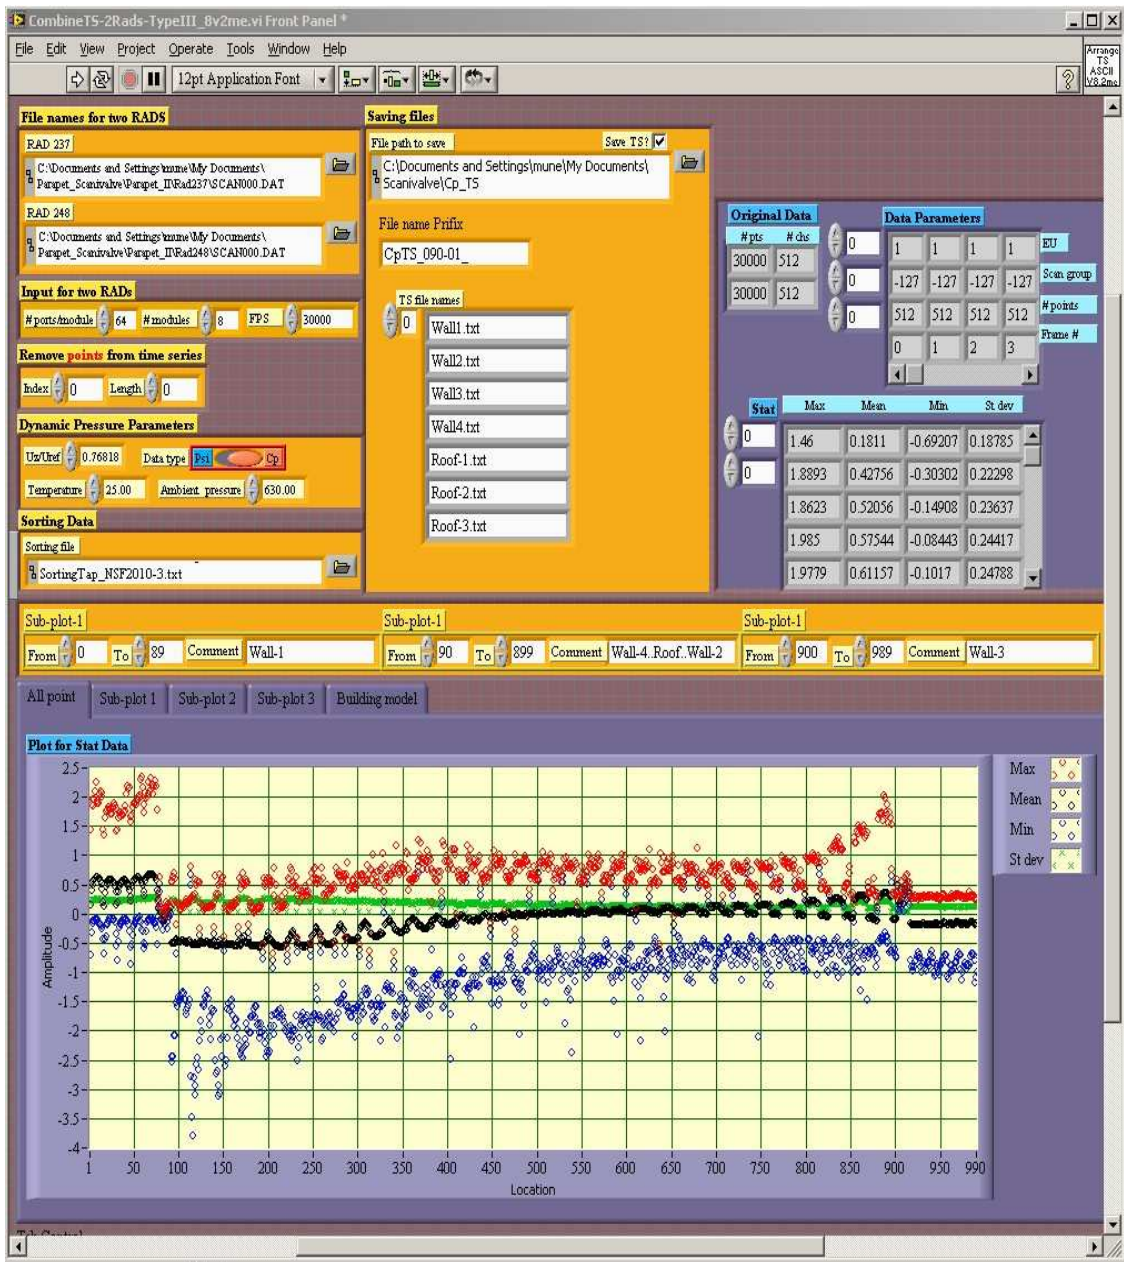 CombineTS-2Rads-TypeIII_8v2me.vi Front Panel *
File Edit View Project Operate Tools Window Help
12pt Application Font
Arrange
TS
ASCII
V8.2me
File names for two RADS
RAD 237
C:\Documents and Settings\mune\My Documents\
Parapet_Scanivalve\Parapet_II\Rad237\SCAN000.DAT
RAD 248
C:\Documents and Settings\mune\My Documents\
Parapet_Scanivalve\Parapet_II\Rad248\SCAN000.DAT
Input for two RADs
# ports/module 64 # modules 8 FPS 30000
Remove points from time series
Index 0 Length 0
Dynamic Pressure Parameters
Uz/Uref 0.76818 Data type Psi Cp
Temperature 25.00 Ambient pressure 630.00
Sorting Data
Sorting file
SortingTap_NSF2010-3.txt
Saving files
File path to save Save TS?
C:\Documents and Settings\mune\My Documents\
Scanivalve\Cp_TS
File name Prifix
CpTS_090-01_
TS file names
0
Wall1.txt
Wall2.txt
Wall3.txt
Wall4.txt
Roof-1.txt
Roof-2.txt
Roof-3.txt
Original Data
# pts # chs
30000 512
30000 512
Data Parameters
0 1 1 1 1 EU
0 -127 -127 -127 -127 Scan group
0 512 512 512 512 # points
0 1 2 3 Frame #
Stat Max Mean Min St dev
0 1.46 0.1811 -0.69207 0.18785
0 1.8893 0.42756 -0.30302 0.22298
1.8623 0.52056 -0.14908 0.23637
1.985 0.57544 -0.08443 0.24417
1.9779 0.61157 -0.1017 0.24788
Sub-plot-1
From 0 To 89 Comment Wall-1
Sub-plot-1
From 90 To 899 Comment Wall-4..Roof..Wall-2
Sub-plot-1
From 900 To 989 Comment Wall-3
All point Sub-plot 1 Sub-plot 2 Sub-plot 3 Building model
Plot for Stat Data
2.5
2
1.5
1
0.5
0
-0.5
-1
-1.5
-2
-2.5
-3
-3.5
-4
Amplitude
1 50 100 150 200 250 300 350 400 450 500 550 600 650 700 750 800 850 900 950 990
Location
Max
Mean
Min
St dev